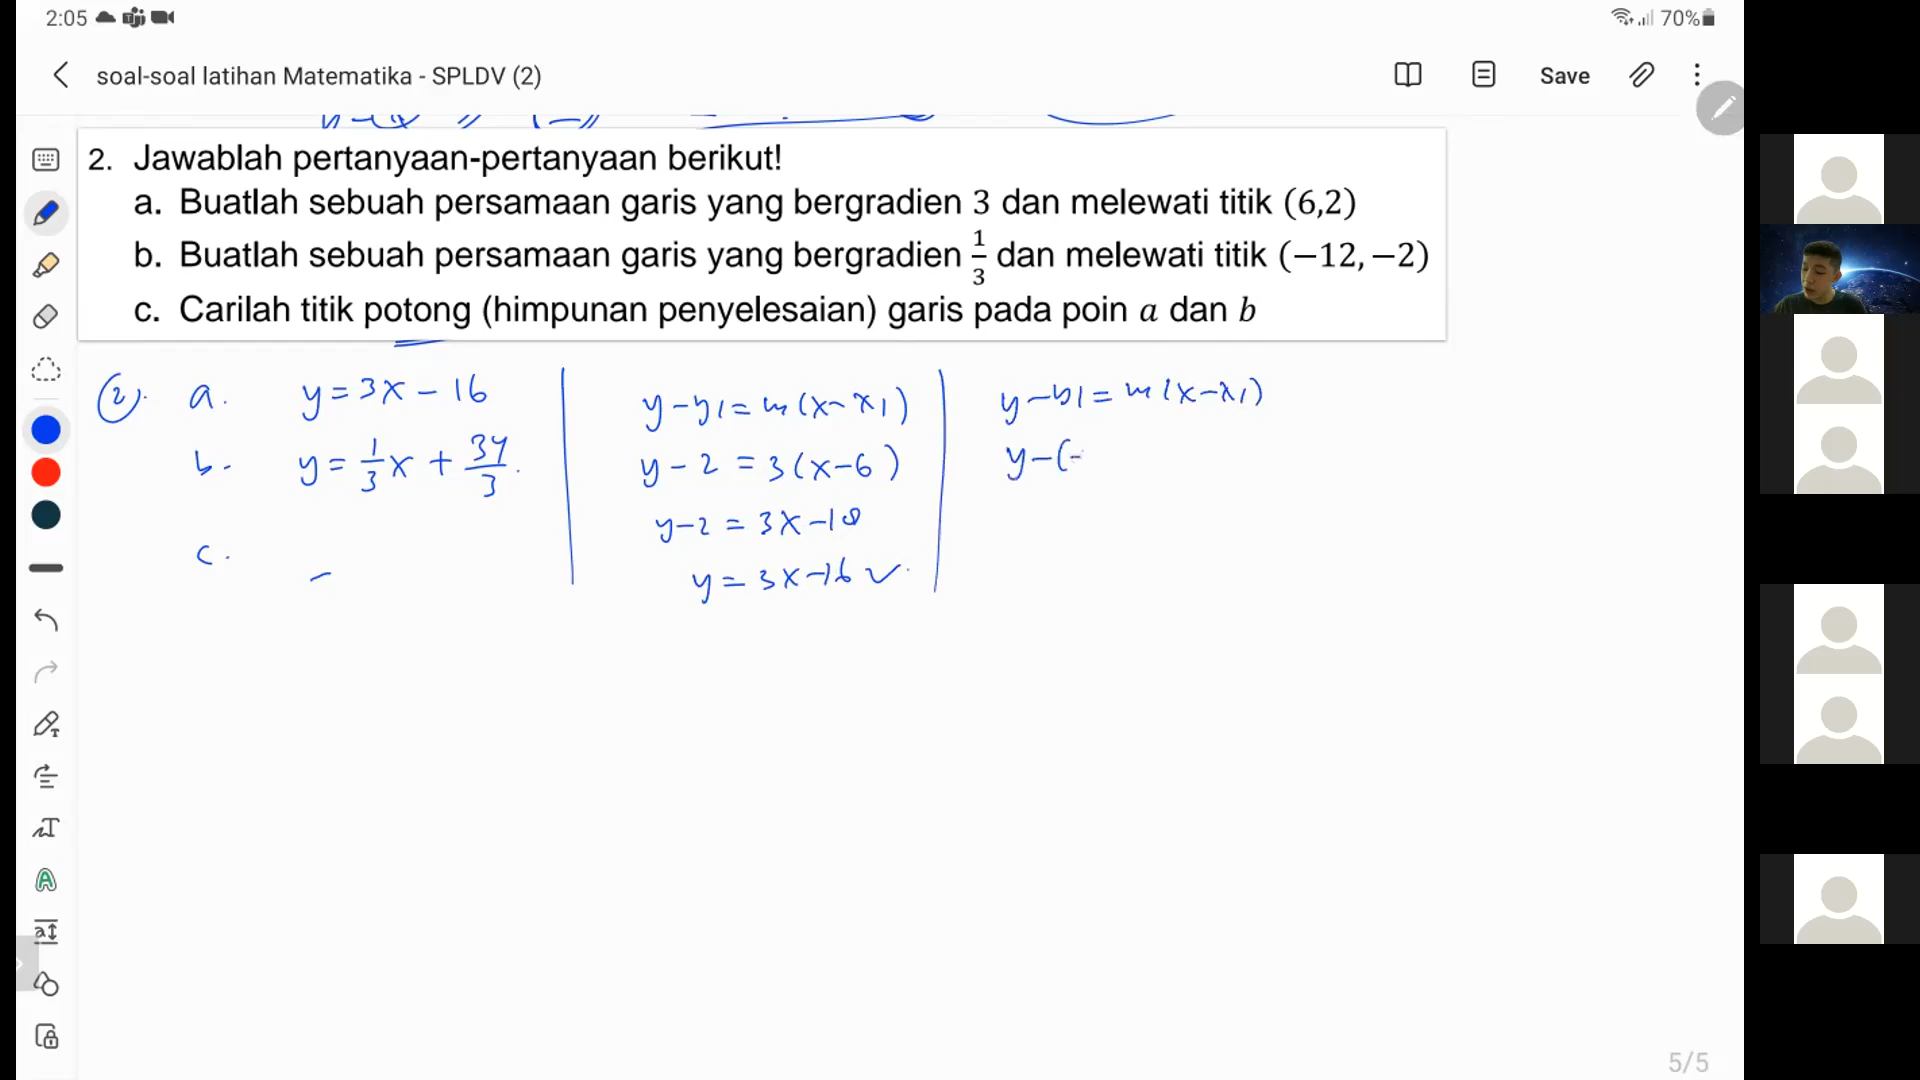 2:05 70%
soal-soal latihan Matematika - SPLDV (2) Save
2. Jawablah pertanyaan-pertanyaan berikut!
a. Buatlah sebuah persamaan garis yang bergradien 3 dan melewati titik (6,2)
b. Buatlah sebuah persamaan garis yang bergradien 1/3 dan melewati titik (−12, −2)
c. Carilah titik potong (himpunan penyelesaian) garis pada poin a dan b
2. a. y = 3x - 16
b. y = 1/3 x + 34/3.
c.
y - y1 = m(x - x1)
y - 2 = 3(x - 6)
y - 2 = 3x - 18
y = 3x - 16 ✓.
y - y1 = m(x - x1)
y - (-
5/5